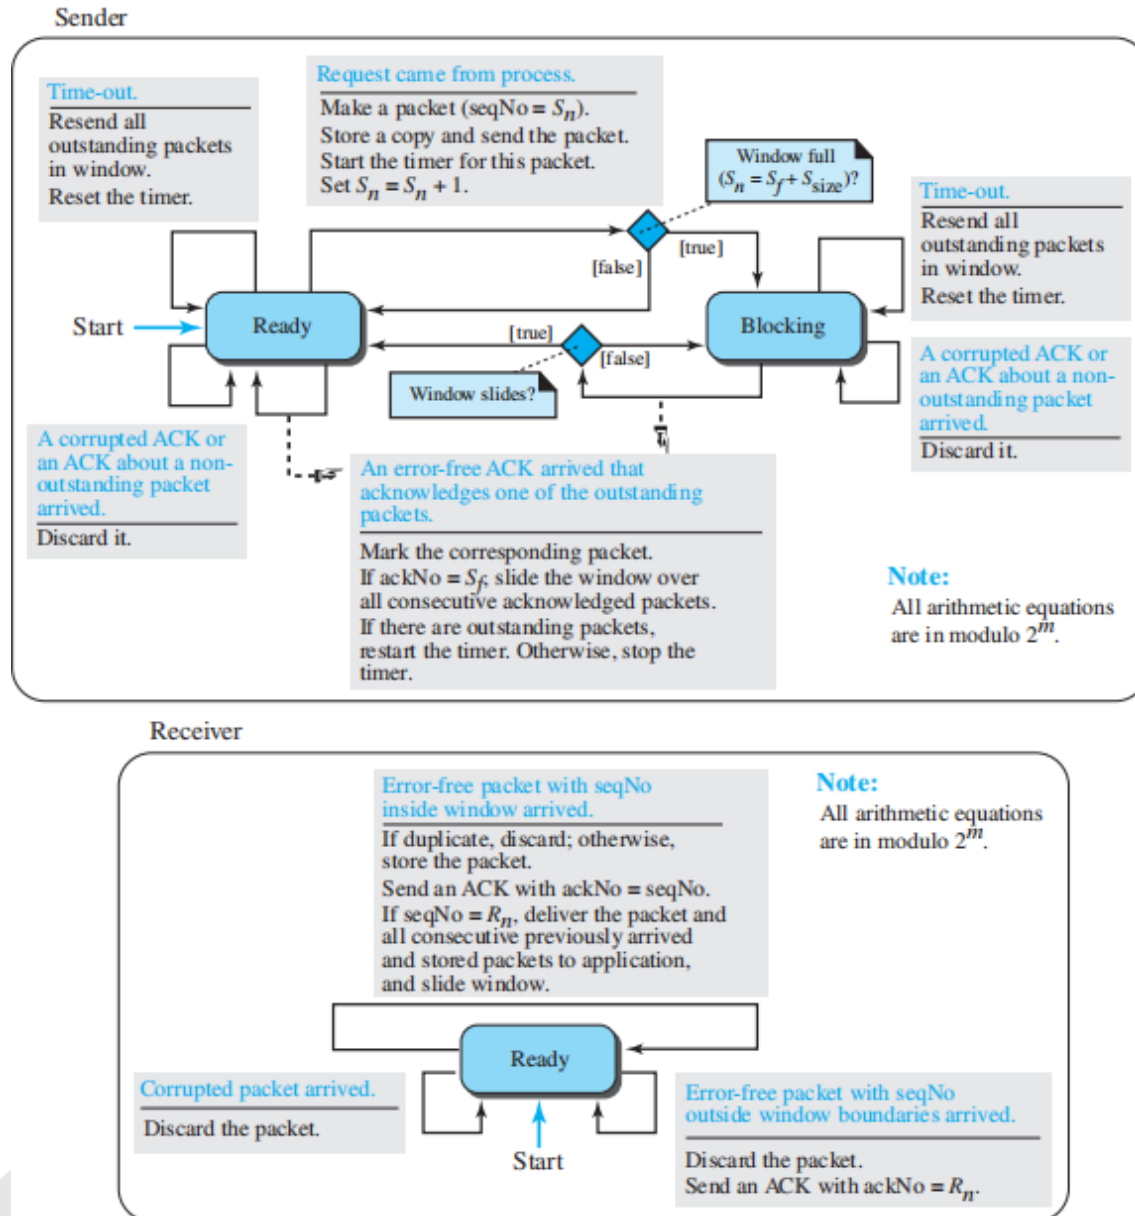 Sender
Time-out.
Resend all
outstanding packets
in window.
Reset the timer.
Request came from process.
Make a packet (seqNo = Sn).
Store a copy and send the packet.
Start the timer for this packet.
Set Sn = Sn + 1.
Window full
(Sn = Sf + Ssize)?
Time-out.
Resend all
outstanding packets
in window.
Reset the timer.
[true]
[false]
Start
Ready
Blocking
[true]
[false]
Window slides?
A corrupted ACK or
an ACK about a non-
outstanding packet
arrived.
Discard it.
A corrupted ACK or
an ACK about a non-
outstanding packet
arrived.
Discard it.
An error-free ACK arrived that
acknowledges one of the outstanding
packets.
Mark the corresponding packet.
If ackNo = Sf, slide the window over
all consecutive acknowledged packets.
If there are outstanding packets,
restart the timer. Otherwise, stop the
timer.
Note:
All arithmetic equations
are in modulo 2^m.
Receiver
Error-free packet with seqNo
inside window arrived.
If duplicate, discard; otherwise,
store the packet.
Send an ACK with ackNo = seqNo.
If seqNo = Rn, deliver the packet and
all consecutive previously arrived
and stored packets to application,
and slide window.
Note:
All arithmetic equations
are in modulo 2^m.
Ready
Corrupted packet arrived.
Discard the packet.
Start
Error-free packet with seqNo
outside window boundaries arrived.
Discard the packet.
Send an ACK with ackNo = Rn.